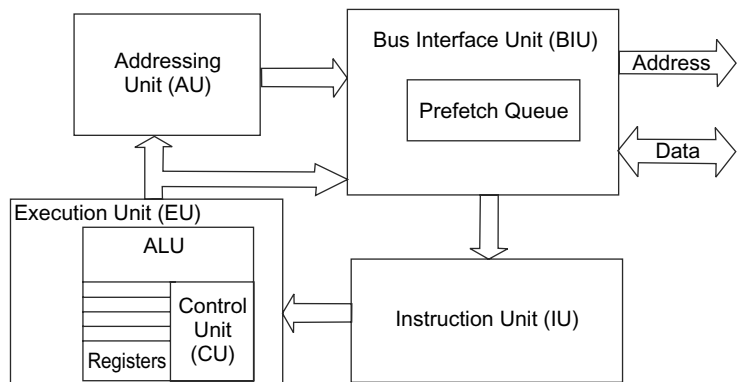 Addressing
Unit (AU)
Bus Interface Unit (BIU)
Prefetch Queue
Address
Data
Execution Unit (EU)
ALU
Control
Unit
(CU)
Registers
Instruction Unit (IU)